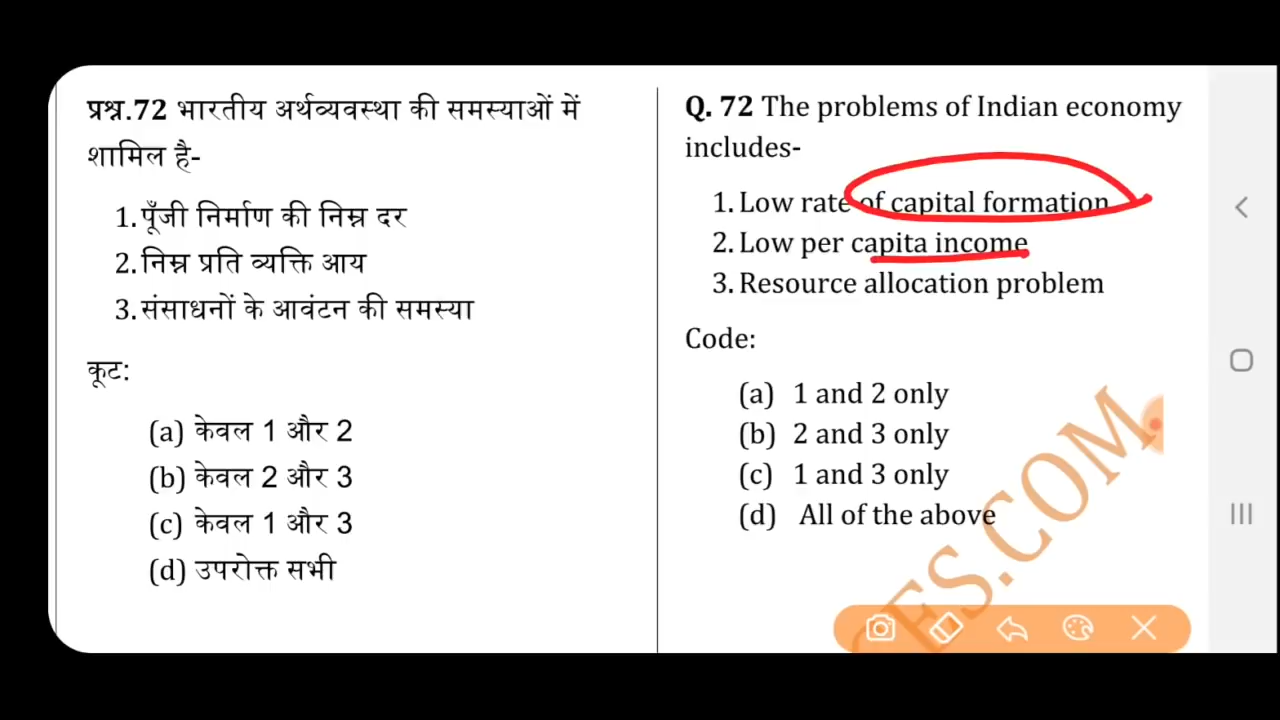 प्रश्न.72 भारतीय अर्थव्यवस्था की समस्याओं में
शामिल है-
1. पूँजी निर्माण की निम्न दर
2. निम्न प्रति व्यक्ति आय
3. संसाधनों के आवंटन की समस्या
कूट:
(a) केवल 1 और 2
(b) केवल 2 और 3
(c) केवल 1 और 3
(d) उपरोक्त सभी
Q. 72 The problems of Indian economy
includes-
1. Low rate of capital formation
2. Low per capita income
3. Resource allocation problem
Code:
(a) 1 and 2 only
(b) 2 and 3 only
(c) 1 and 3 only
(d) All of the above